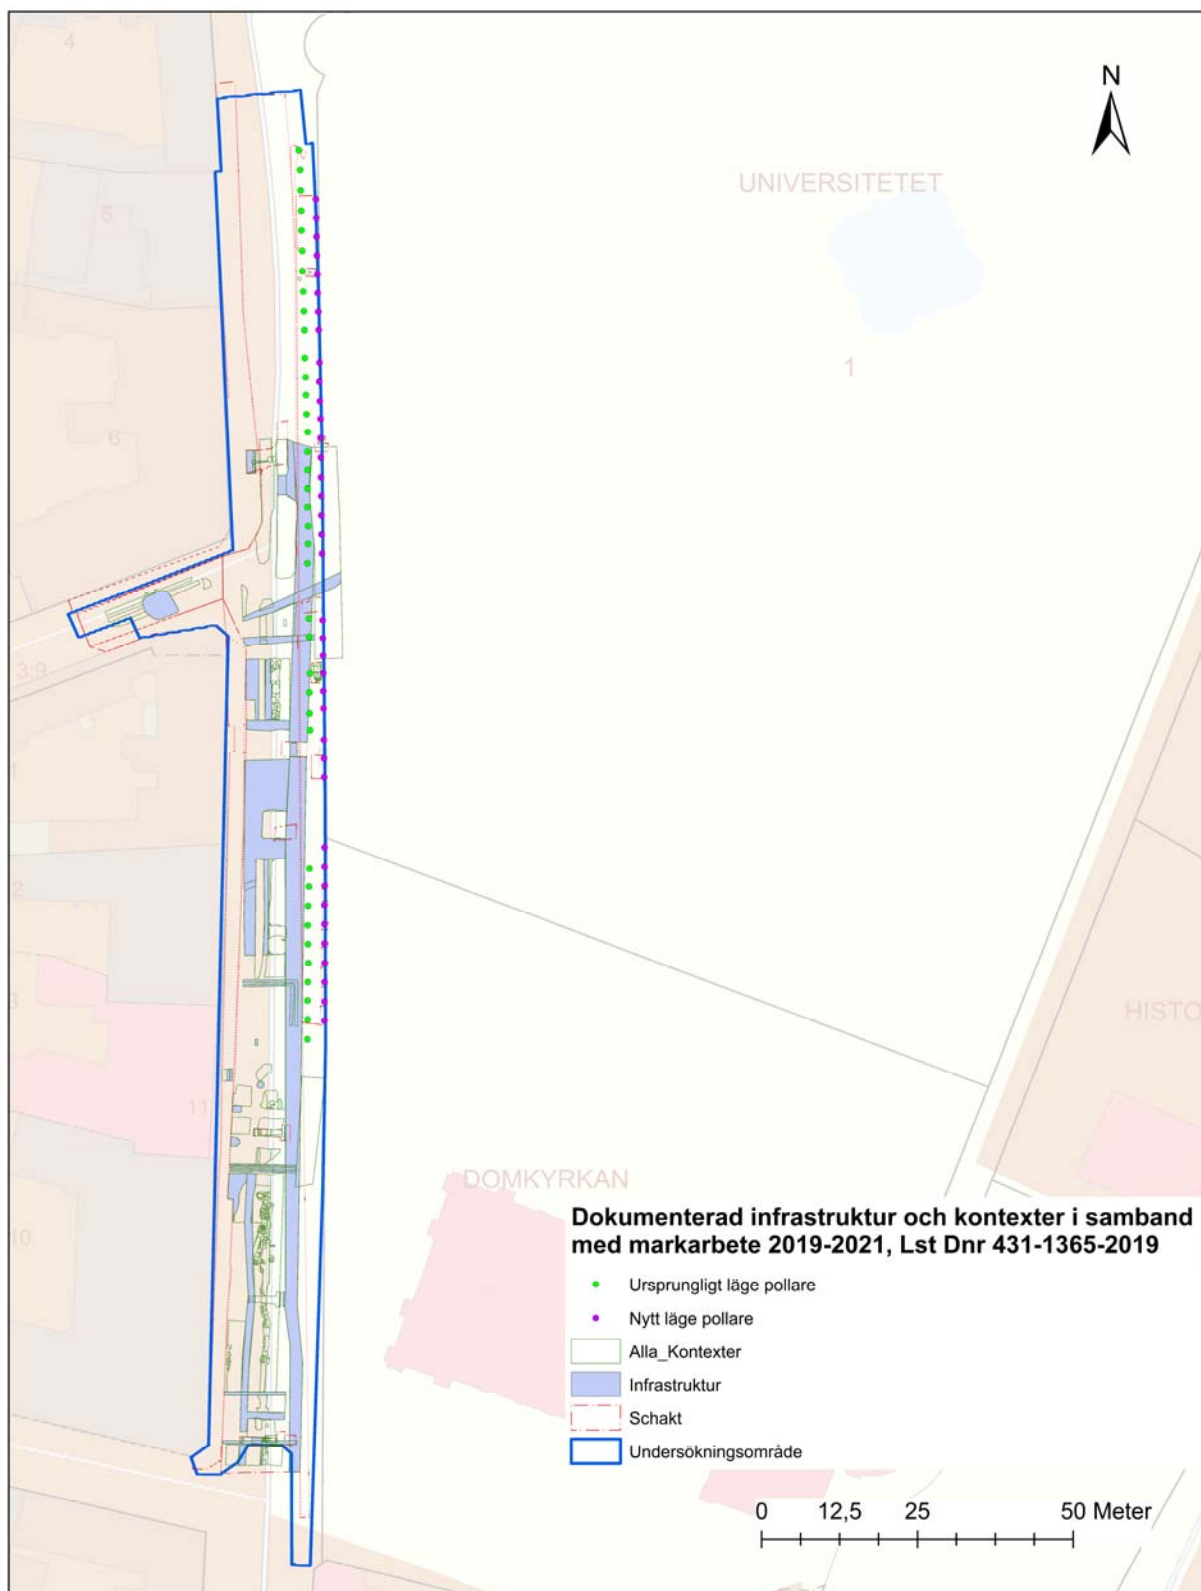 4
N
UNIVERSITETET
5
1
6
3:9
1
2
3
HISTO
11
DOMKYRKAN
10
Dokumenterad infrastruktur och kontexter i samband
med markarbete 2019-2021, Lst Dnr 431-1365-2019
Ursprungligt läge pollare
Nytt läge pollare
Alla_Kontexter
Infrastruktur
Schakt
Undersökningsområde
0 12,5 25 50 Meter